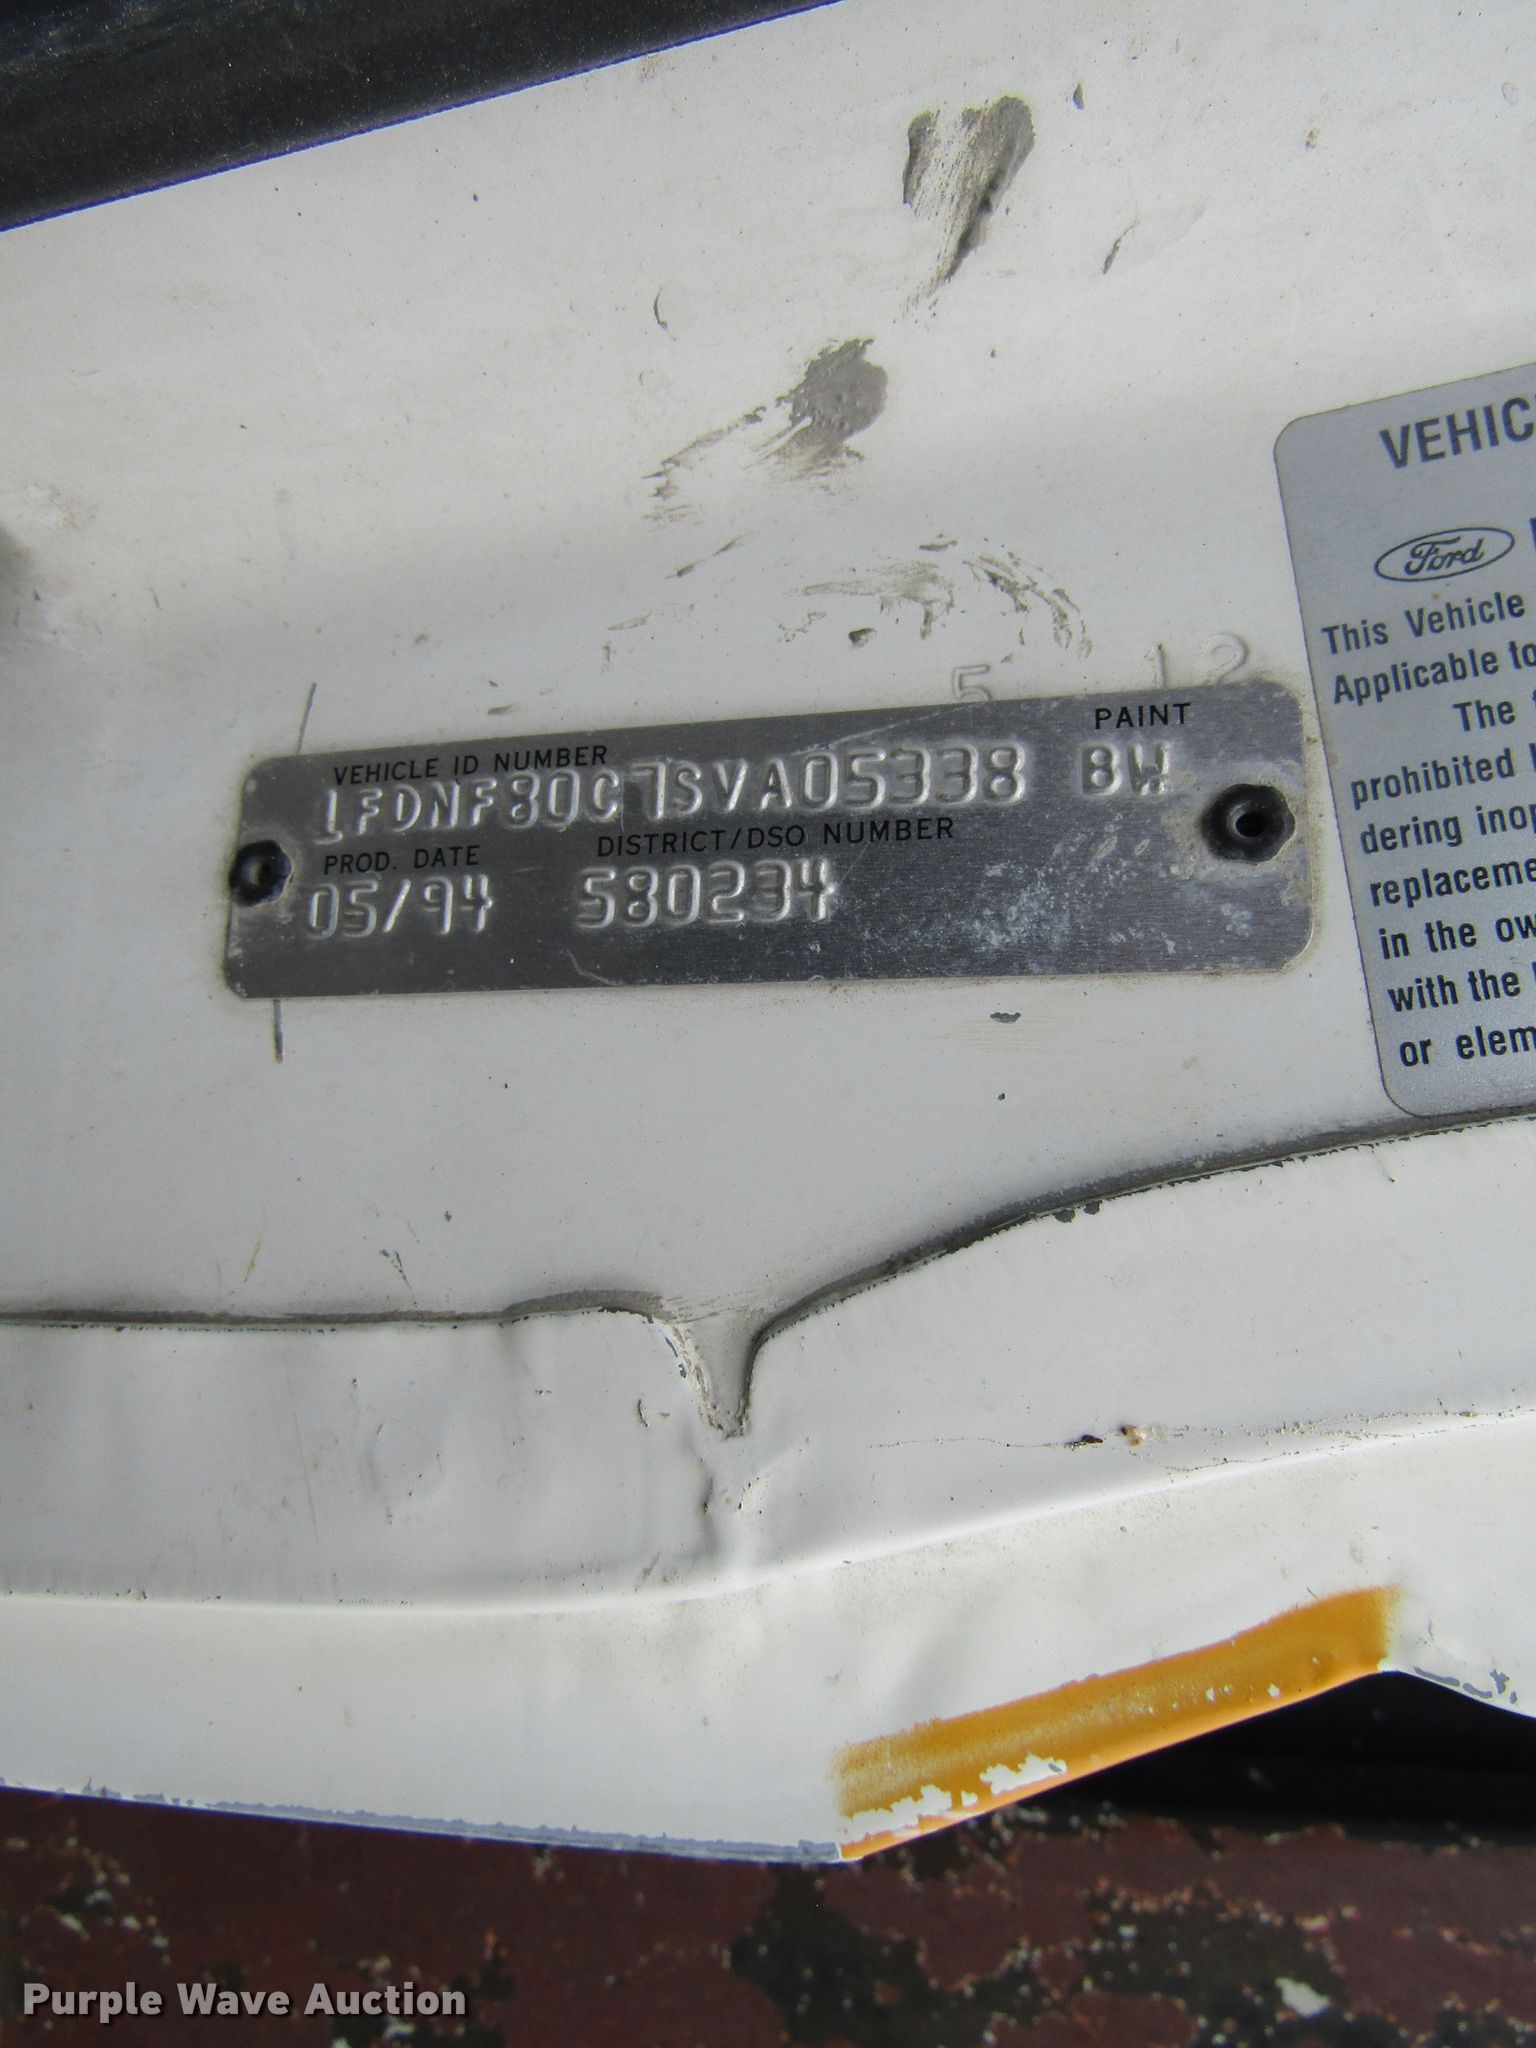 5 12
VEHICLE ID NUMBER PAINT
1FDNF80C7SVA05338 BW
PROD. DATE DISTRICT/DSO NUMBER
05/94 580234
VEHIC
Ford
This Vehicle
Applicable to
The
prohibited
dering inop
replaceme
in the ow
with the
or elem
Purple Wave Auction